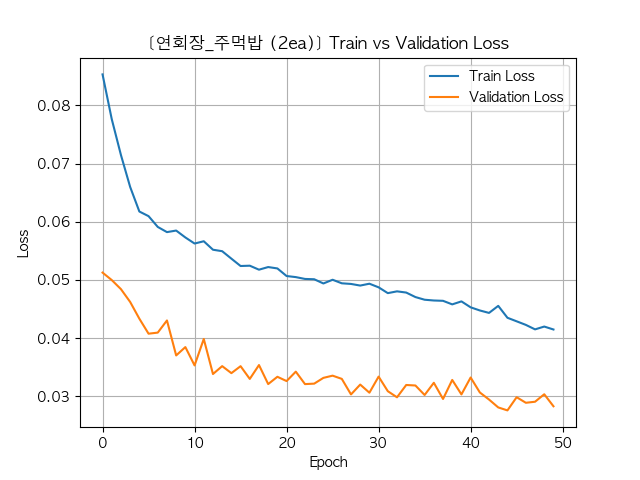 [연회장_주먹밥 (2ea)] Train vs Validation Loss
Train Loss
Validation Loss
0.08
0.07
0.06
0.05
0.04
0.03
Loss
0 10 20 30 40 50
Epoch